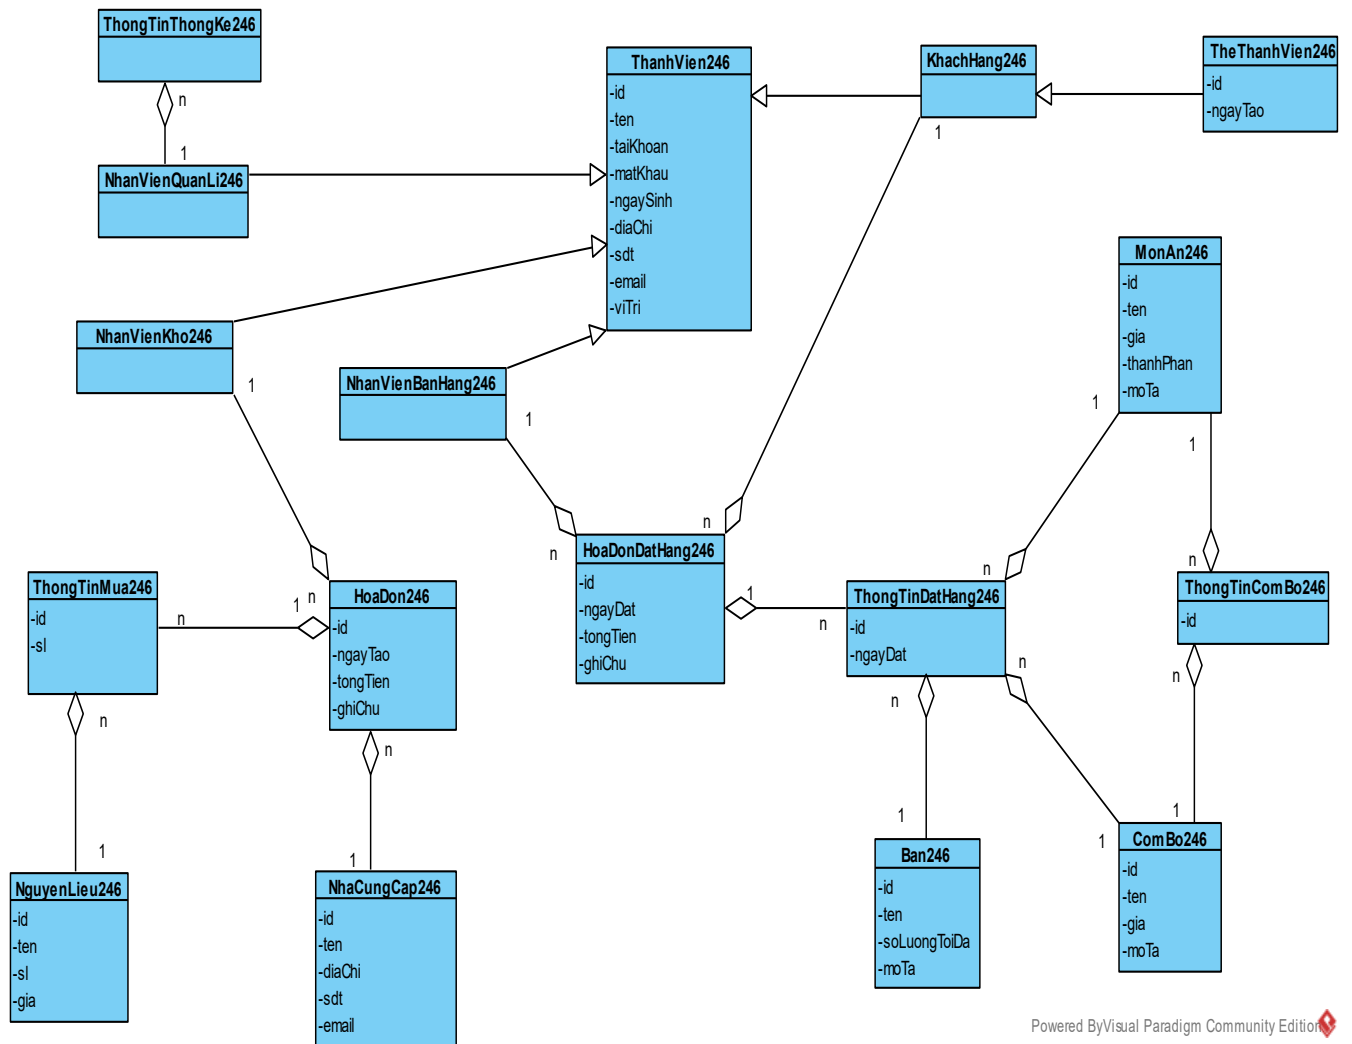 ThongTinThongKe246
n
1
NhanVienQuanLi246
ThanhVien246
-id
-ten
-taiKhoan
-matKhau
-ngaySinh
-diaChi
-sdt
-email
-viTri
KhachHang246
1
TheThanhVien246
-id
-ngayTao
NhanVienKho246
1
NhanVienBanHang246
1
MonAn246
-id
-ten
-gia
-thanhPhan
-moTa
1
1
n
n
HoaDonDatHang246
-id
-ngayDat
-tongTien
-ghiChu
1
n
n
ThongTinDatHang246
-id
-ngayDat
n
n
n
ThongTinComBo246
-id
n
ThongTinMua246
-id
-sl
n
1
n
HoaDon246
-id
-ngayTao
-tongTien
-ghiChu
n
n
1
1
NguyenLieu246
-id
-ten
-sl
-gia
NhaCungCap246
-id
-ten
-diaChi
-sdt
-email
1
Ban246
-id
-ten
-soLuongToiDa
-moTa
1
1
ComBo246
-id
-ten
-gia
-moTa
Powered ByVisual Paradigm Community Edition